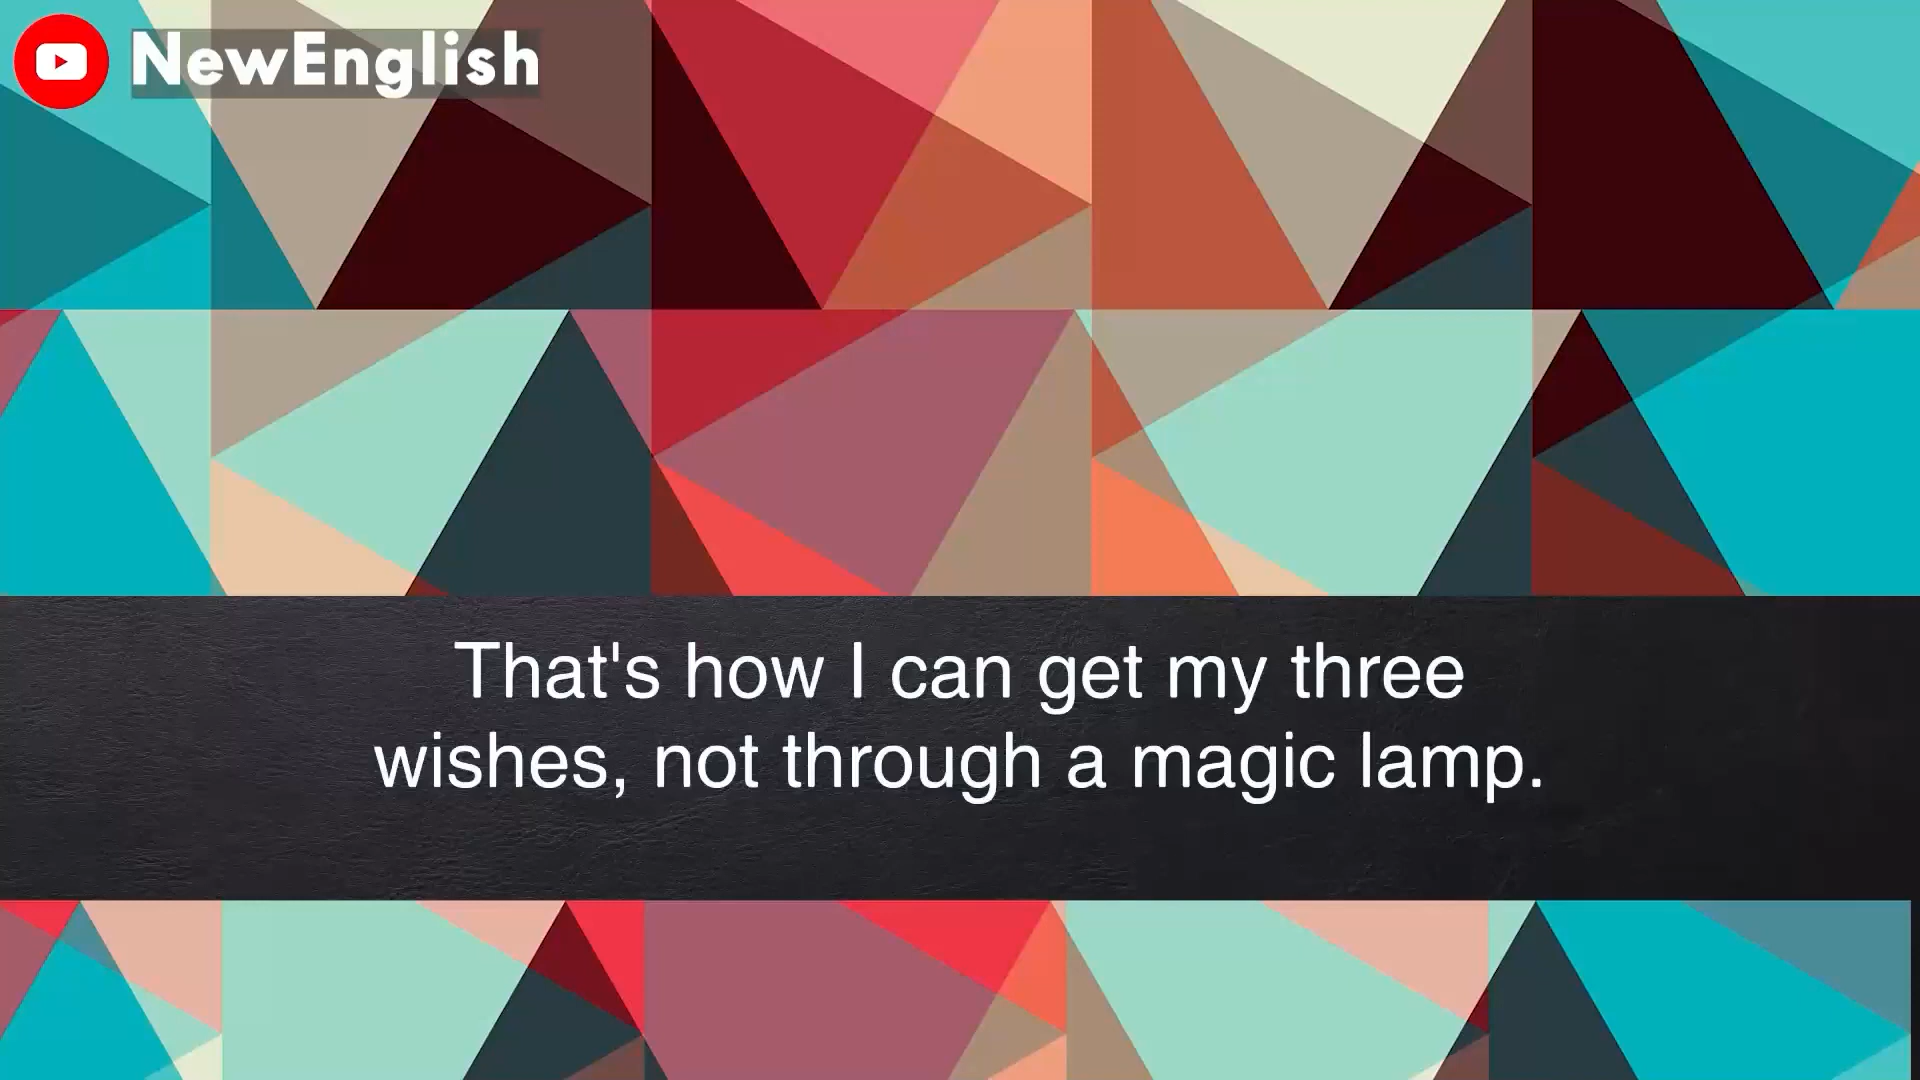 NewEnglish
That's how I can get my three
wishes, not through a magic lamp.